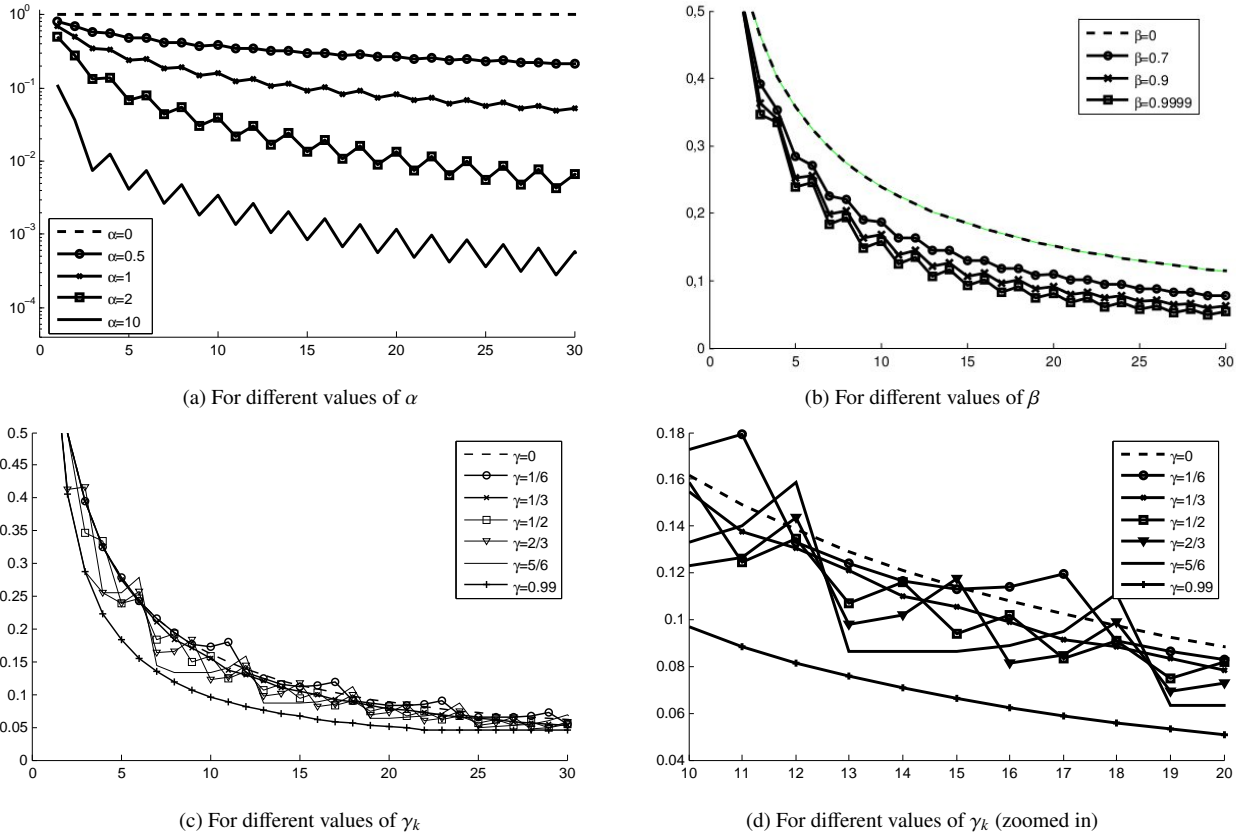 10^0
10^-1
10^-2
10^-3
10^-4
α=0
α=0.5
α=1
α=2
α=10
0 5 10 15 20 25 30
(a) For different values of α
0,5
0,4
0,3
0,2
0,1
0
β=0
β=0.7
β=0.9
β=0.9999
0 5 10 15 20 25 30
(b) For different values of β
0.5
0.45
0.4
0.35
0.3
0.25
0.2
0.15
0.1
0.05
0
γ=0
γ=1/6
γ=1/3
γ=1/2
γ=2/3
γ=5/6
γ=0.99
0 5 10 15 20 25 30
(c) For different values of γk
0.18
0.16
0.14
0.12
0.1
0.08
0.06
0.04
γ=0
γ=1/6
γ=1/3
γ=1/2
γ=2/3
γ=5/6
γ=0.99
10 11 12 13 14 15 16 17 18 19 20
(d) For different values of γk (zoomed in)